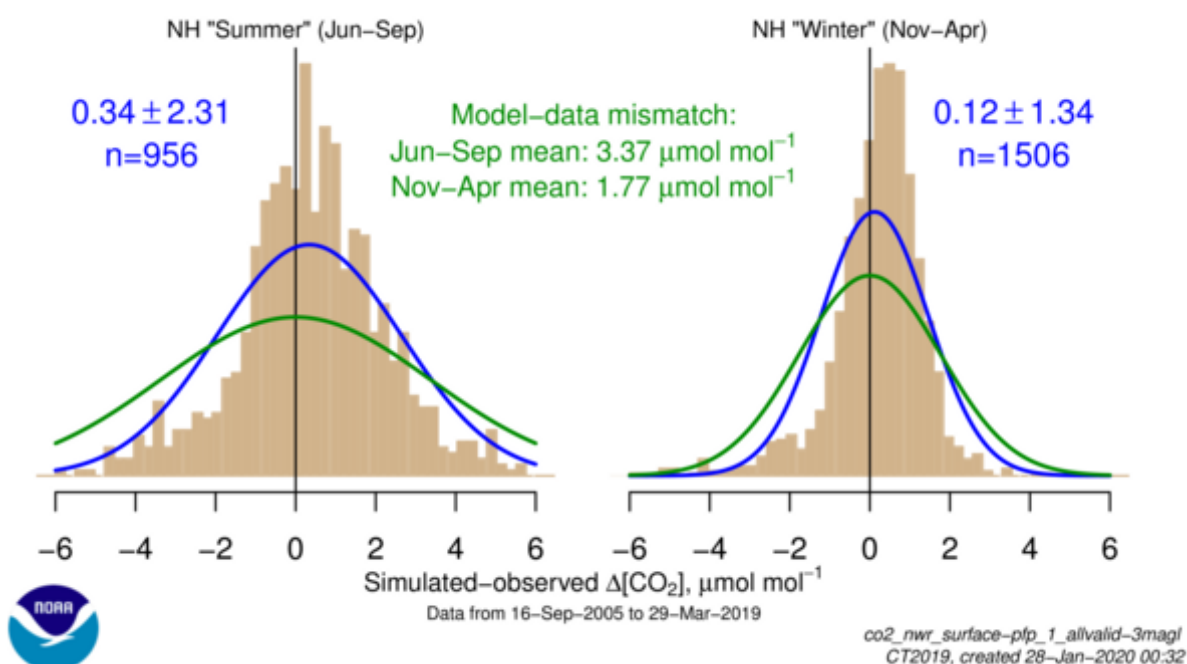 NH "Summer" (Jun−Sep)
NH "Winter" (Nov−Apr)
0.34 ± 2.31
n=956
Model−data mismatch:
Jun−Sep mean: 3.37 μmol mol⁻¹
Nov−Apr mean: 1.77 μmol mol⁻¹
0.12 ± 1.34
n=1506
−6 −4 −2 0 2 4 6
−6 −4 −2 0 2 4 6
Simulated−observed Δ[CO₂], μmol mol⁻¹
Data from 16−Sep−2005 to 29−Mar−2019
NOAA
co2_nwr_surface−pfp_1_allvalid−3magl
CT2019, created 28−Jan−2020 00:32